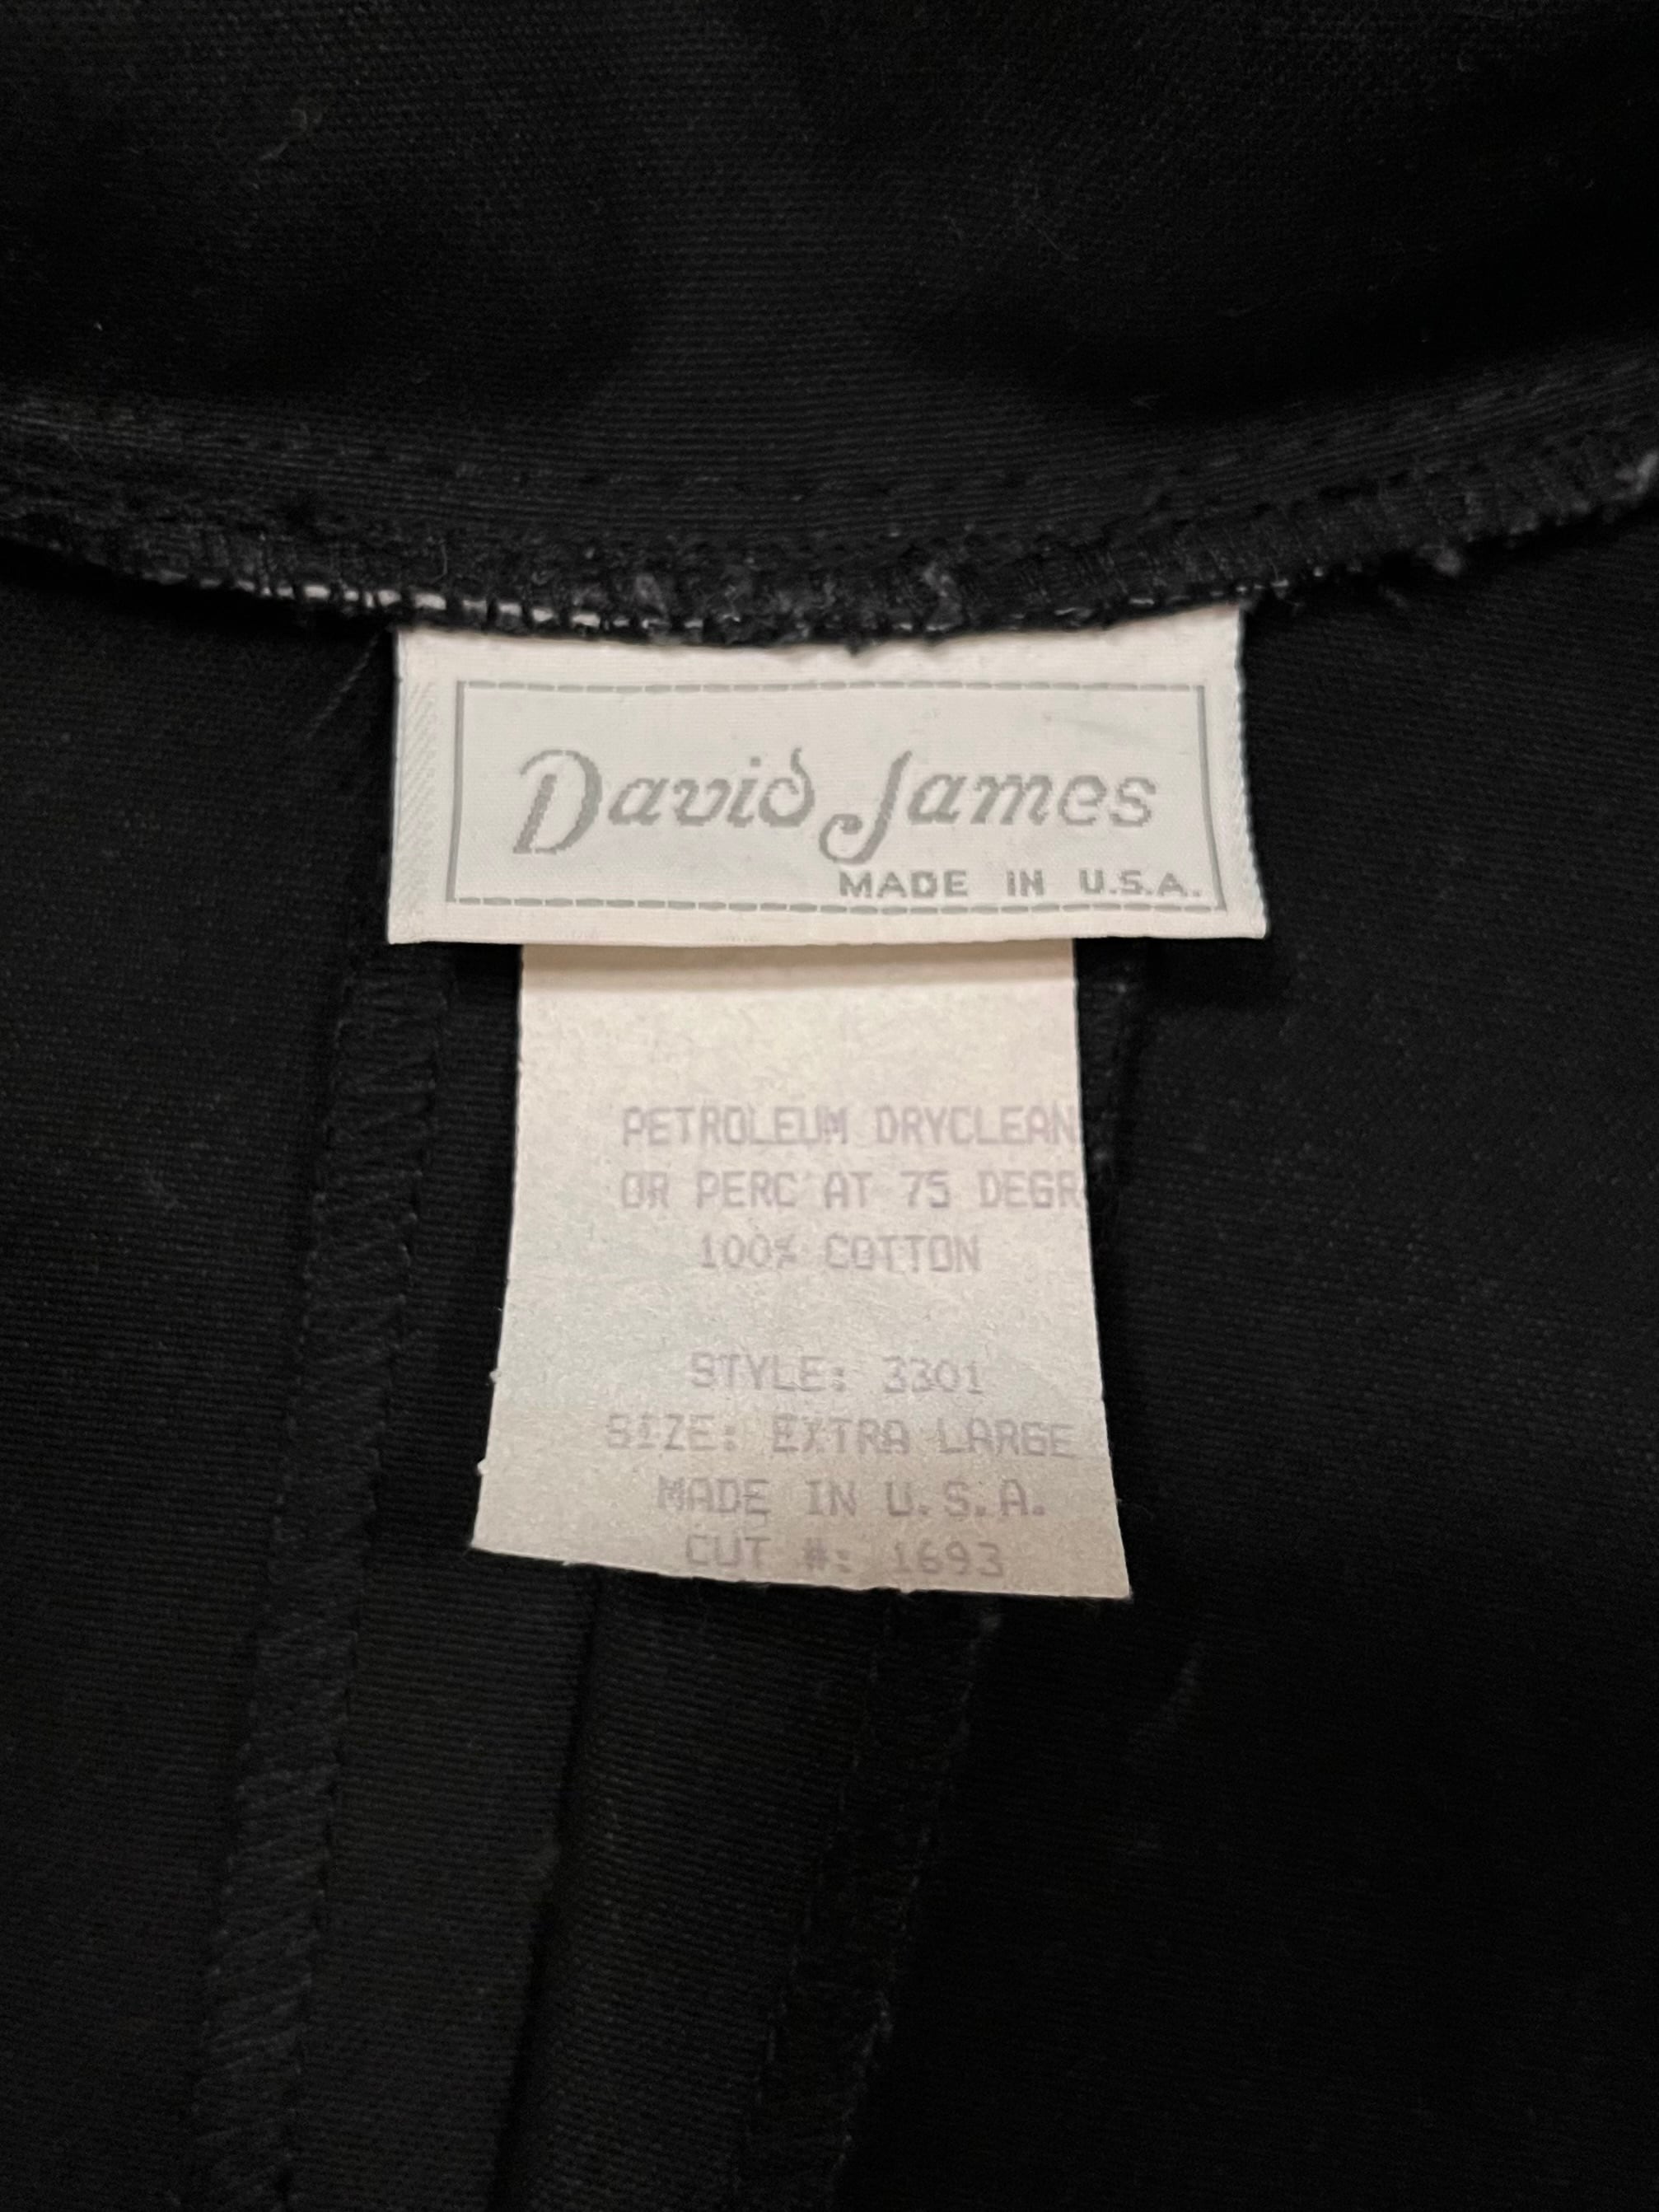 David James
MADE IN U.S.A.
PETROLEUM DRYCLEAN
OR PERC AT 75 DEGR
100% COTTON
STYLE: 3301
SIZE: EXTRA LARGE
MADE IN U.S.A.
CUT #: 1693